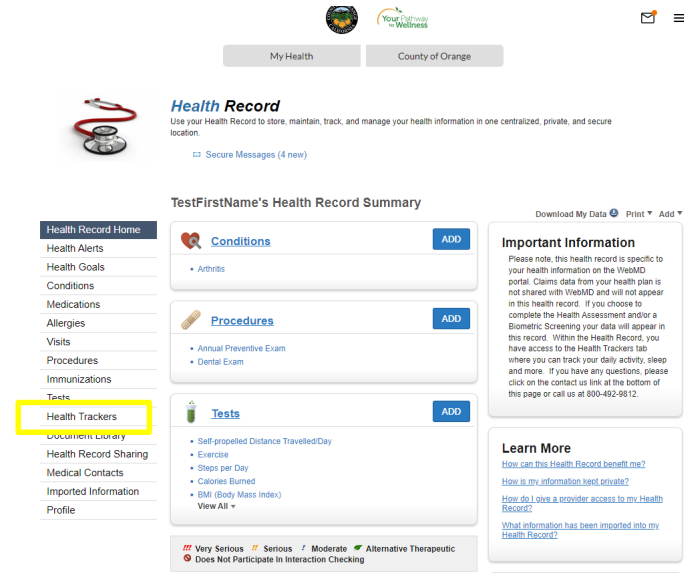 Your Pathway
to Wellness
My Health
County of Orange
Health Record
Use your Health Record to store, maintain, track, and manage your health information in one centralized, private, and secure
location.
Secure Messages (4 new)
TestFirstName's Health Record Summary
Download My Data Print Add
Health Record Home
Health Alerts
Health Goals
Conditions
Medications
Allergies
Visits
Procedures
Immunizations
Tests
Health Trackers
Document Library
Health Record Sharing
Medical Contacts
Imported Information
Profile
Conditions
ADD
Arthritis
Procedures
ADD
Annual Preventive Exam
Dental Exam
Tests
ADD
Self-propelled Distance Travelled/Day
Exercise
Steps per Day
Calories Burned
BMI (Body Mass Index)
View All
!!! Very Serious !! Serious ! Moderate Alternative Therapeutic
Does Not Participate In Interaction Checking
Important Information
Please note, this health record is specific to
your health information on the WebMD
portal. Claims data from your health plan is
not shared with WebMD and will not appear
in this health record. If you choose to
complete the Health Assessment and/or a
Biometric Screening your data will appear in
this record. Within the Health Record, you
have access to the Health Trackers tab
where you can track your daily activity, sleep
and more. If you have any questions, please
click on the contact us link at the bottom of
this page or call us at 800-492-9812.
Learn More
How can this Health Record benefit me?
How is my information kept private?
How do I give a provider access to my Health
Record?
What information has been imported into my
Health Record?